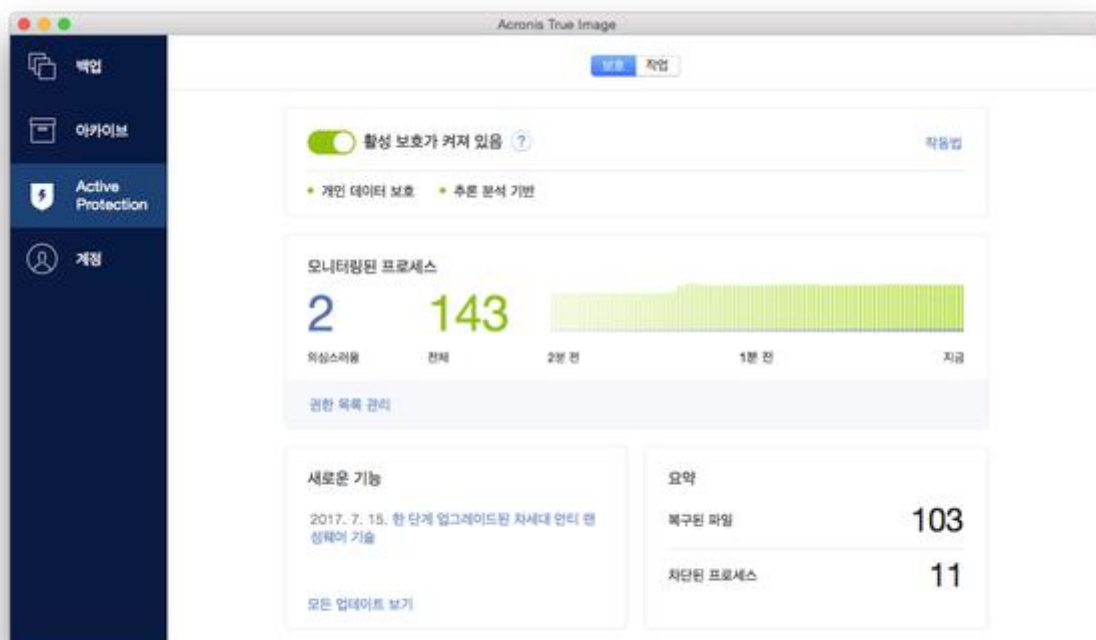 Acronis True Image
백업
아카이브
Active
Protection
계정
보호 작업
활성 보호가 켜져 있음 ?
작동법
• 개인 데이터 보호 • 추론 분석 기반
모니터링된 프로세스
2 143
의심스러움 전체 2분 전 1분 전 지금
권한 목록 관리
새로운 기능
2017. 7. 15. 한 단계 업그레이드된 차세대 안티 랜
섬웨어 기술
모든 업데이트 보기
요약
복구된 파일 103
차단된 프로세스 11